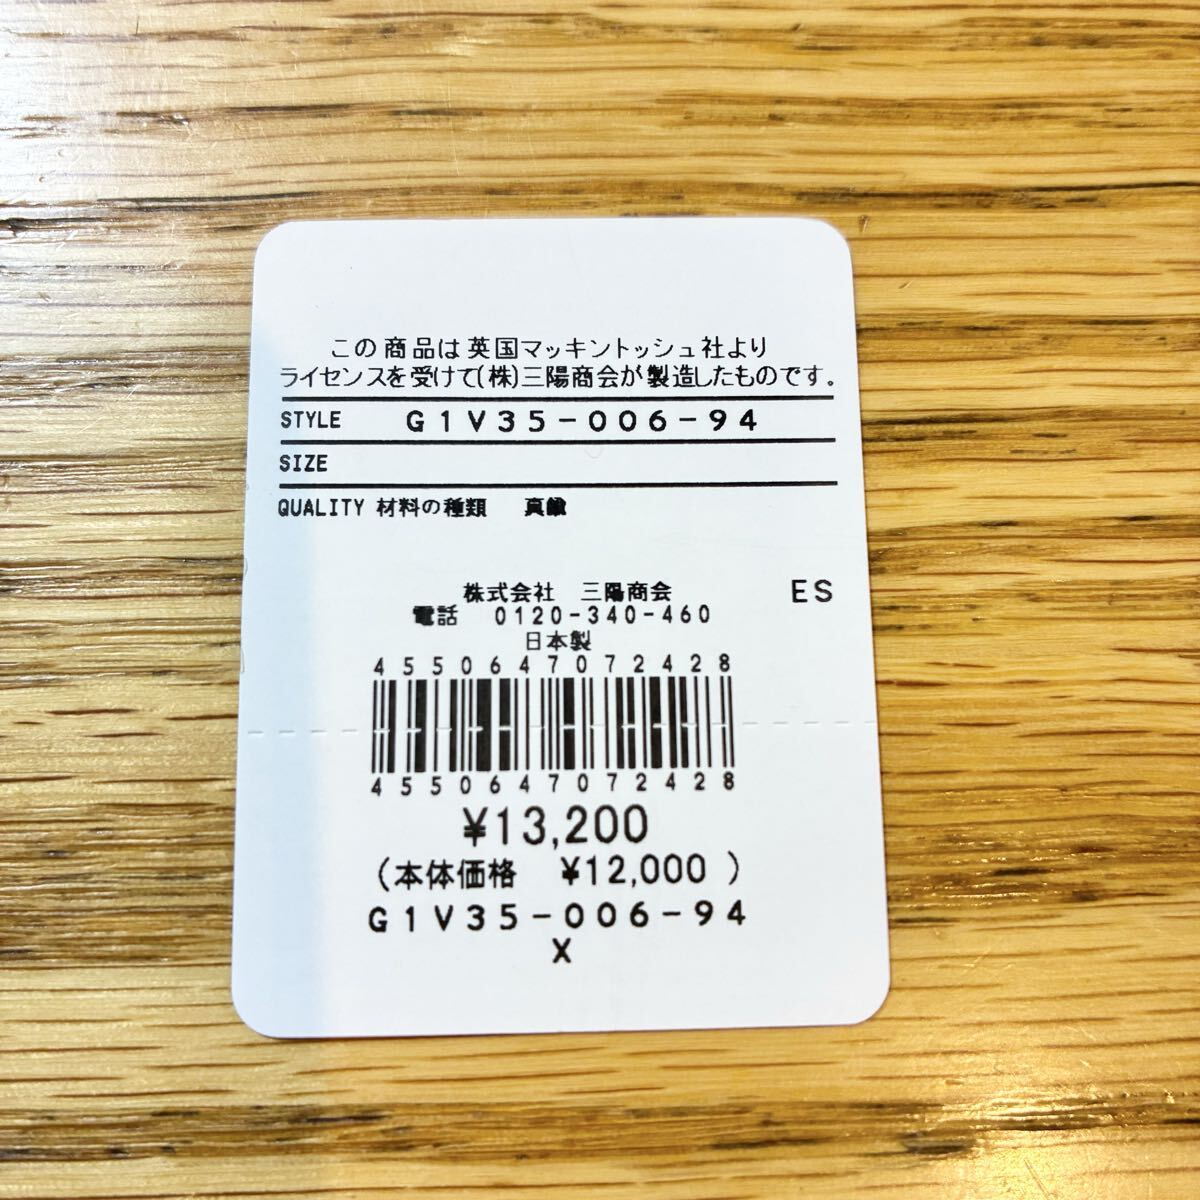 この商品は英国マッキントッシュ社より
ライセンスを受けて(株)三陽商会が製造したものです。
STYLE G1V35-006-94
SIZE
QUALITY 材料の種類 真鍮
株式会社 三陽商会 ES
電話 0120-340-460
日本製
4550647072428
4550647072428
¥13,200
(本体価格 ¥12,000 )
G1V35-006-94
X